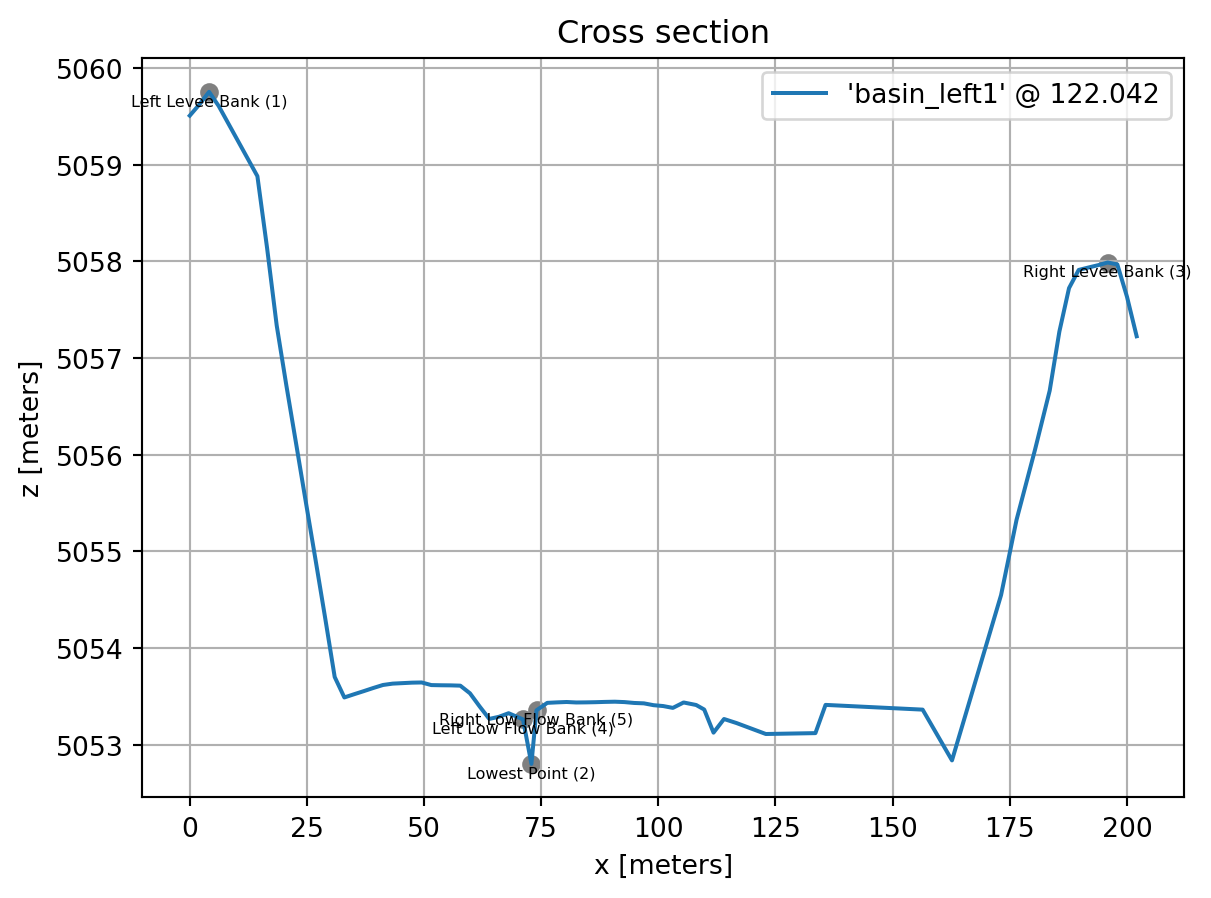 Cross section
'basin_left1' @ 122.042
z [meters]
5060
5059
5058
5057
5056
5055
5054
5053
Left Levee Bank (1)
Right Levee Bank (3)
Right Low Flow Bank (5)
Left Low Flow Bank (4)
Lowest Point (2)
0 25 50 75 100 125 150 175 200
x [meters]